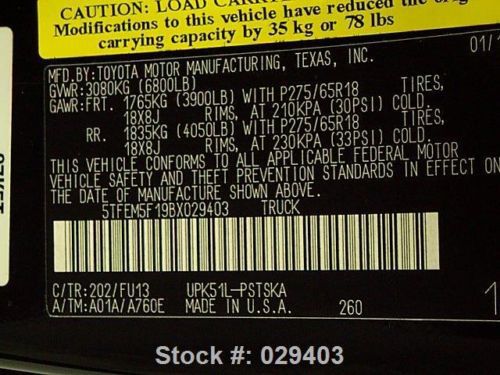 CAUTION: LOAD
Modifications to this vehicle have reduced the
carrying capacity by 35 kg or 78 lbs
MFD.BY:TOYOTA MOTOR MANUFACTURING, TEXAS, INC. 01/1
GVWR:3080KG (6800LB)
GAWR:FRT. 1765KG (3900LB) WITH P275/65R18 TIRES,
18X8J RIMS, AT 210KPA (30PSI) COLD.
RR. 1835KG (4050LB) WITH P275/65R18 TIRES,
18X8J RIMS, AT 230KPA (33PSI) COLD.
THIS VEHICLE CONFORMS TO ALL APPLICABLE FEDERAL MOTOR
VEHICLE SAFETY AND THEFT PREVENTION STANDARDS IN EFFECT ON
THE DATE OF MANUFACTURE SHOWN ABOVE.
5TFEM5F19BX029403 TRUCK
C/TR:202/FU13 UPK51L-PSTSKA
A/TM:A01A/A760E MADE IN U.S.A. 260
Stock #: 029403